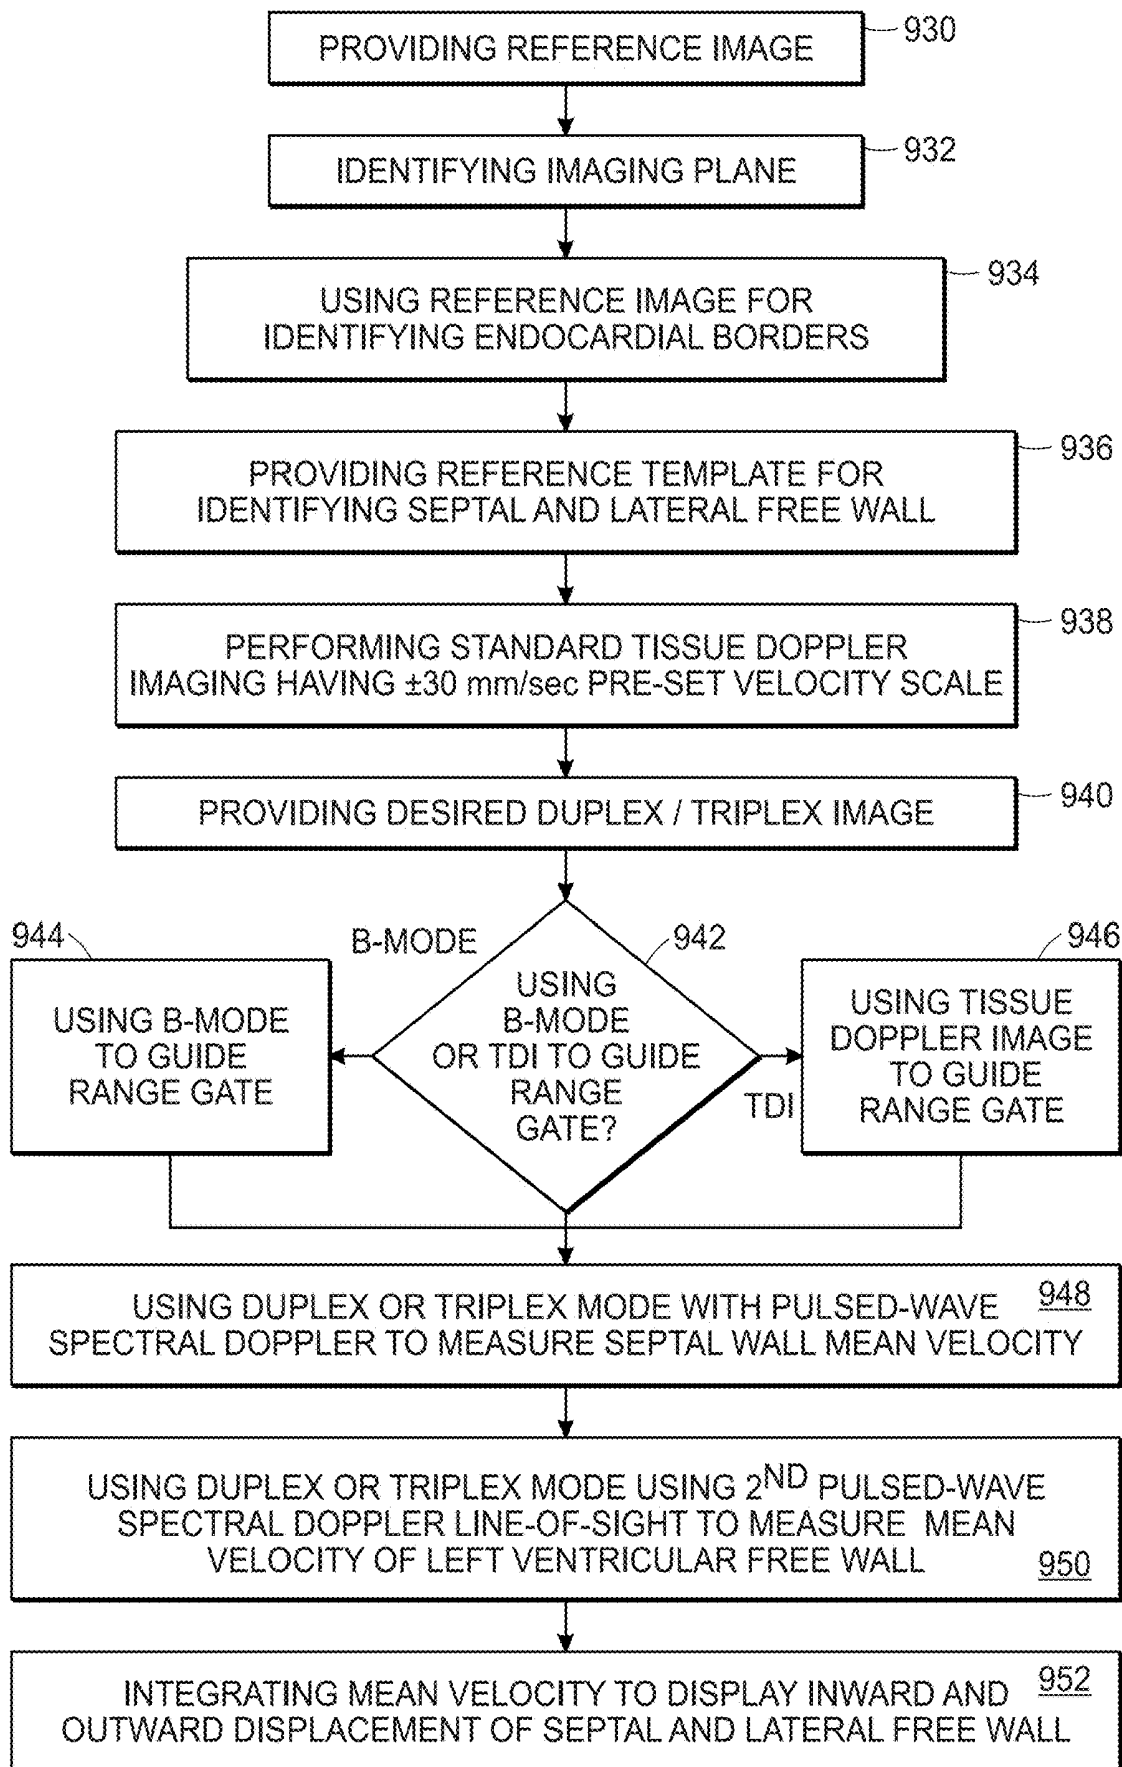 PROVIDING REFERENCE IMAGE
930
IDENTIFYING IMAGING PLANE
932
USING REFERENCE IMAGE FOR
IDENTIFYING ENDOCARDIAL BORDERS
934
PROVIDING REFERENCE TEMPLATE FOR
IDENTIFYING SEPTAL AND LATERAL FREE WALL
936
PERFORMING STANDARD TISSUE DOPPLER
IMAGING HAVING ±30 mm/sec PRE-SET VELOCITY SCALE
938
PROVIDING DESIRED DUPLEX / TRIPLEX IMAGE
940
944
USING B-MODE
TO GUIDE
RANGE GATE
B-MODE
942
USING
B-MODE
OR TDI TO GUIDE
RANGE
GATE?
TDI
946
USING TISSUE
DOPPLER IMAGE
TO GUIDE
RANGE GATE
USING DUPLEX OR TRIPLEX MODE WITH PULSED-WAVE
SPECTRAL DOPPLER TO MEASURE SEPTAL WALL MEAN VELOCITY
948
USING DUPLEX OR TRIPLEX MODE USING 2ND PULSED-WAVE
SPECTRAL DOPPLER LINE-OF-SIGHT TO MEASURE MEAN
VELOCITY OF LEFT VENTRICULAR FREE WALL
950
INTEGRATING MEAN VELOCITY TO DISPLAY INWARD AND
OUTWARD DISPLACEMENT OF SEPTAL AND LATERAL FREE WALL
952